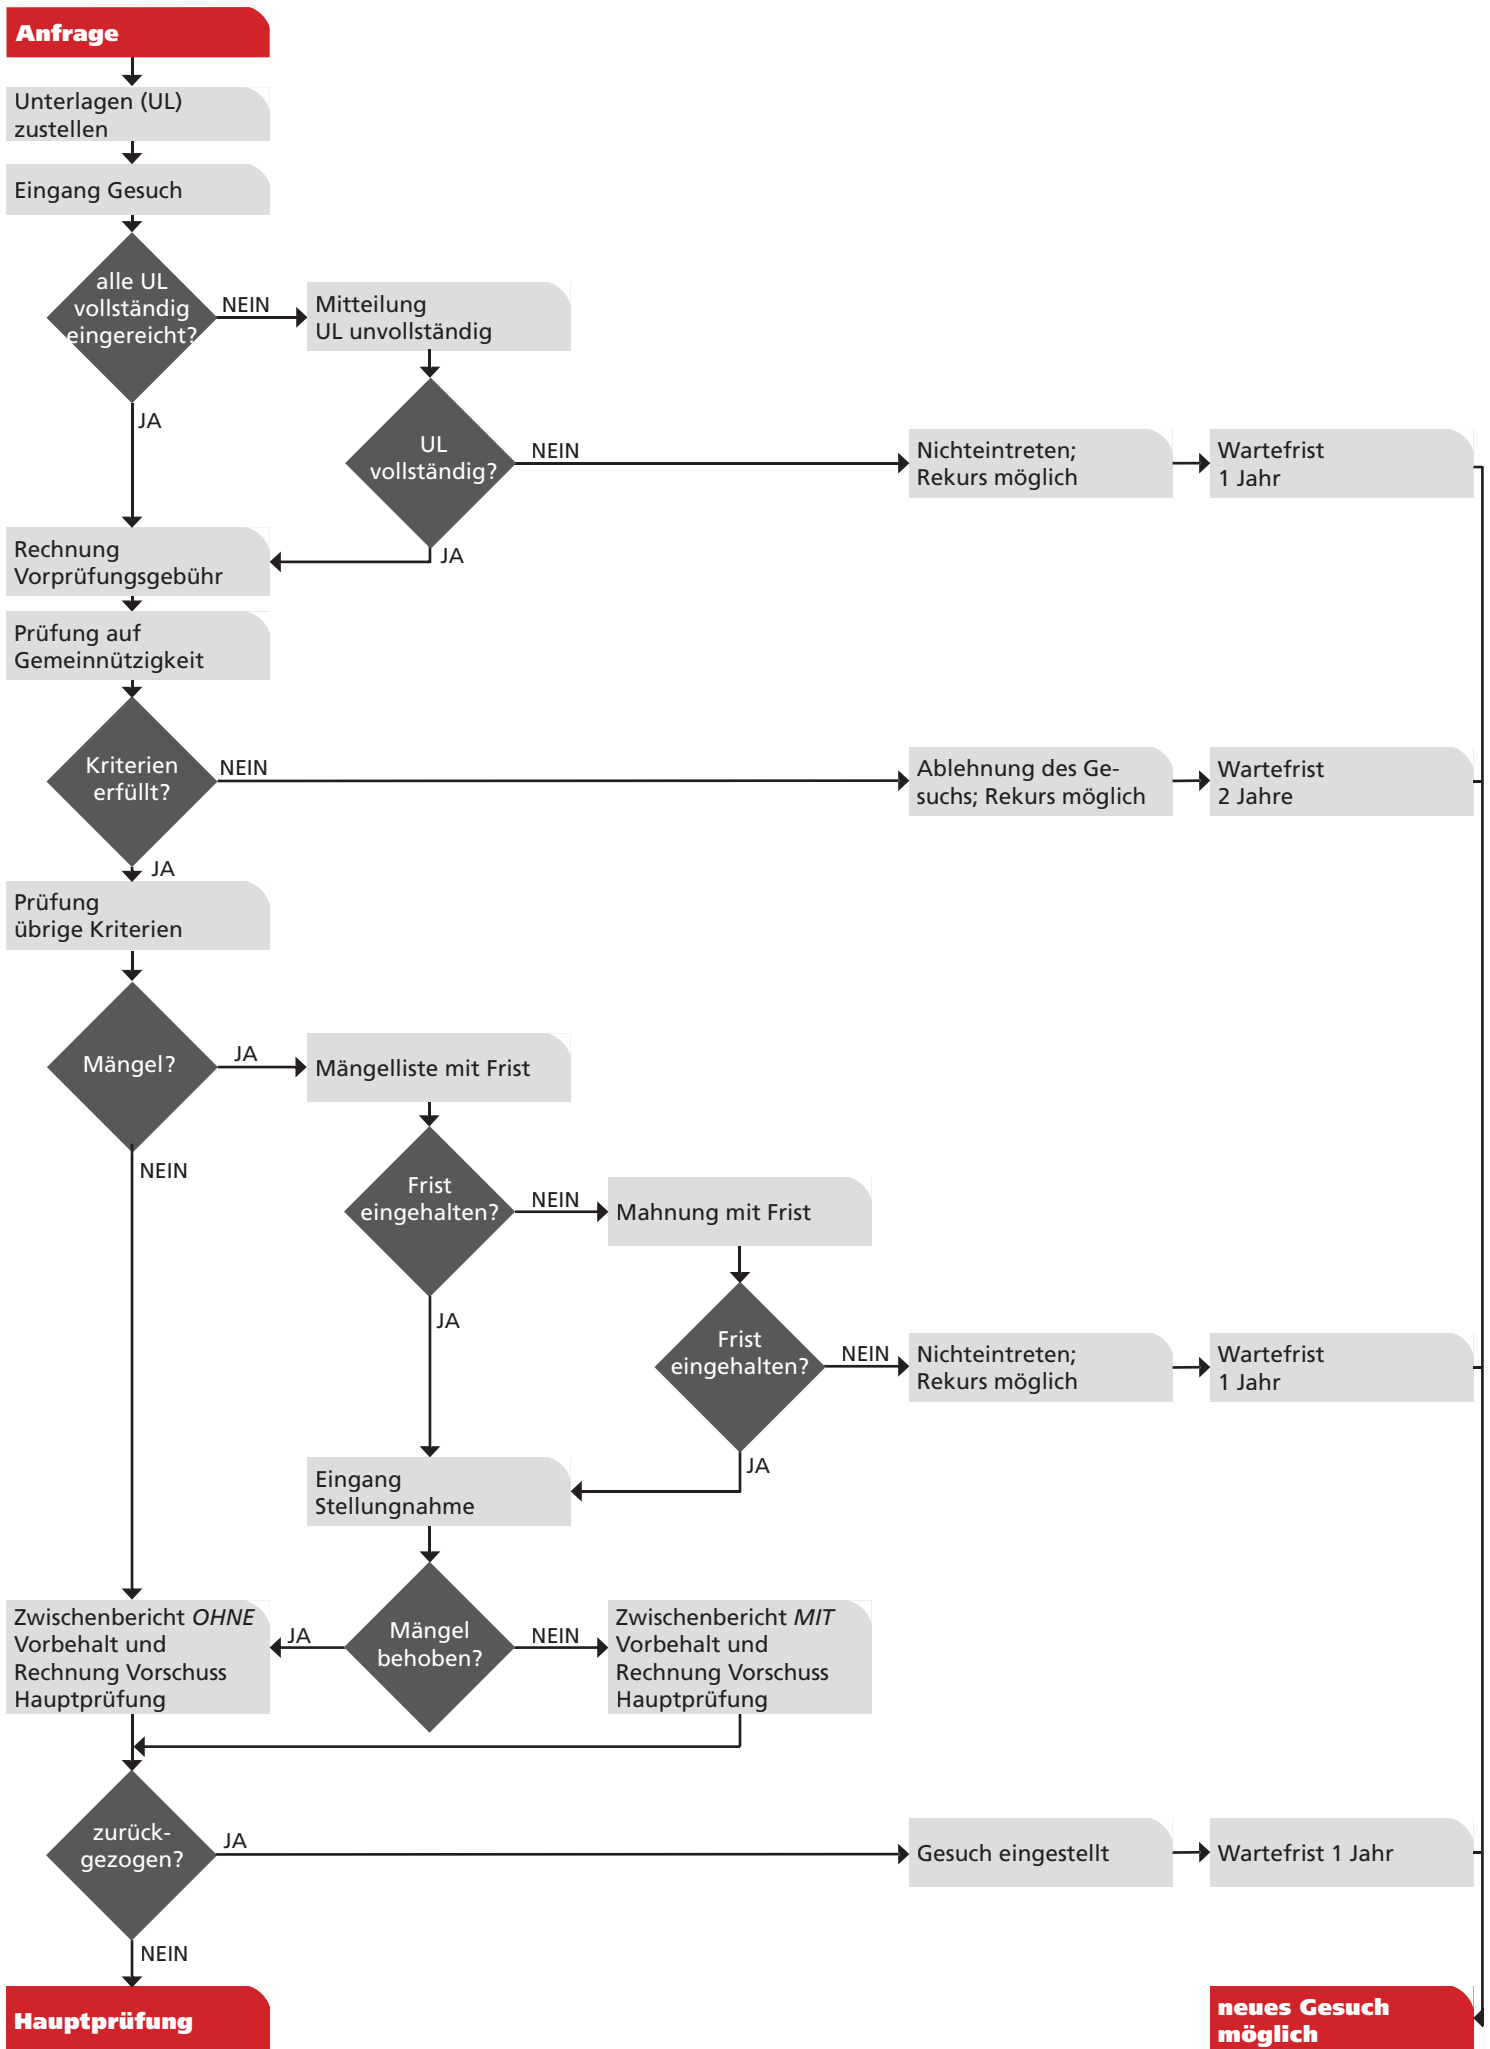 Anfrage
Unterlagen (UL)
zustellen
Eingang Gesuch
alle UL
vollständig
eingereicht?
NEIN
Mitteilung
UL unvollständig
JA
UL
vollständig?
NEIN
Nichteintreten;
Rekurs möglich
Wartefrist
1 Jahr
JA
Rechnung
Vorprüfungsgebühr
Prüfung auf
Gemeinnützigkeit
Kriterien
erfüllt?
NEIN
Ablehnung des Ge-
suchs; Rekurs möglich
Wartefrist
2 Jahre
JA
Prüfung
übrige Kriterien
Mängel?
JA
Mängelliste mit Frist
NEIN
Frist
eingehalten?
NEIN
Mahnung mit Frist
JA
Frist
eingehalten?
NEIN
Nichteintreten;
Rekurs möglich
Wartefrist
1 Jahr
JA
Eingang
Stellungnahme
Zwischenbericht OHNE
Vorbehalt und
Rechnung Vorschuss
Hauptprüfung
JA
Mängel
behoben?
NEIN
Zwischenbericht MIT
Vorbehalt und
Rechnung Vorschuss
Hauptprüfung
zurück-
gezogen?
JA
Gesuch eingestellt
Wartefrist 1 Jahr
NEIN
Hauptprüfung
neues Gesuch
möglich